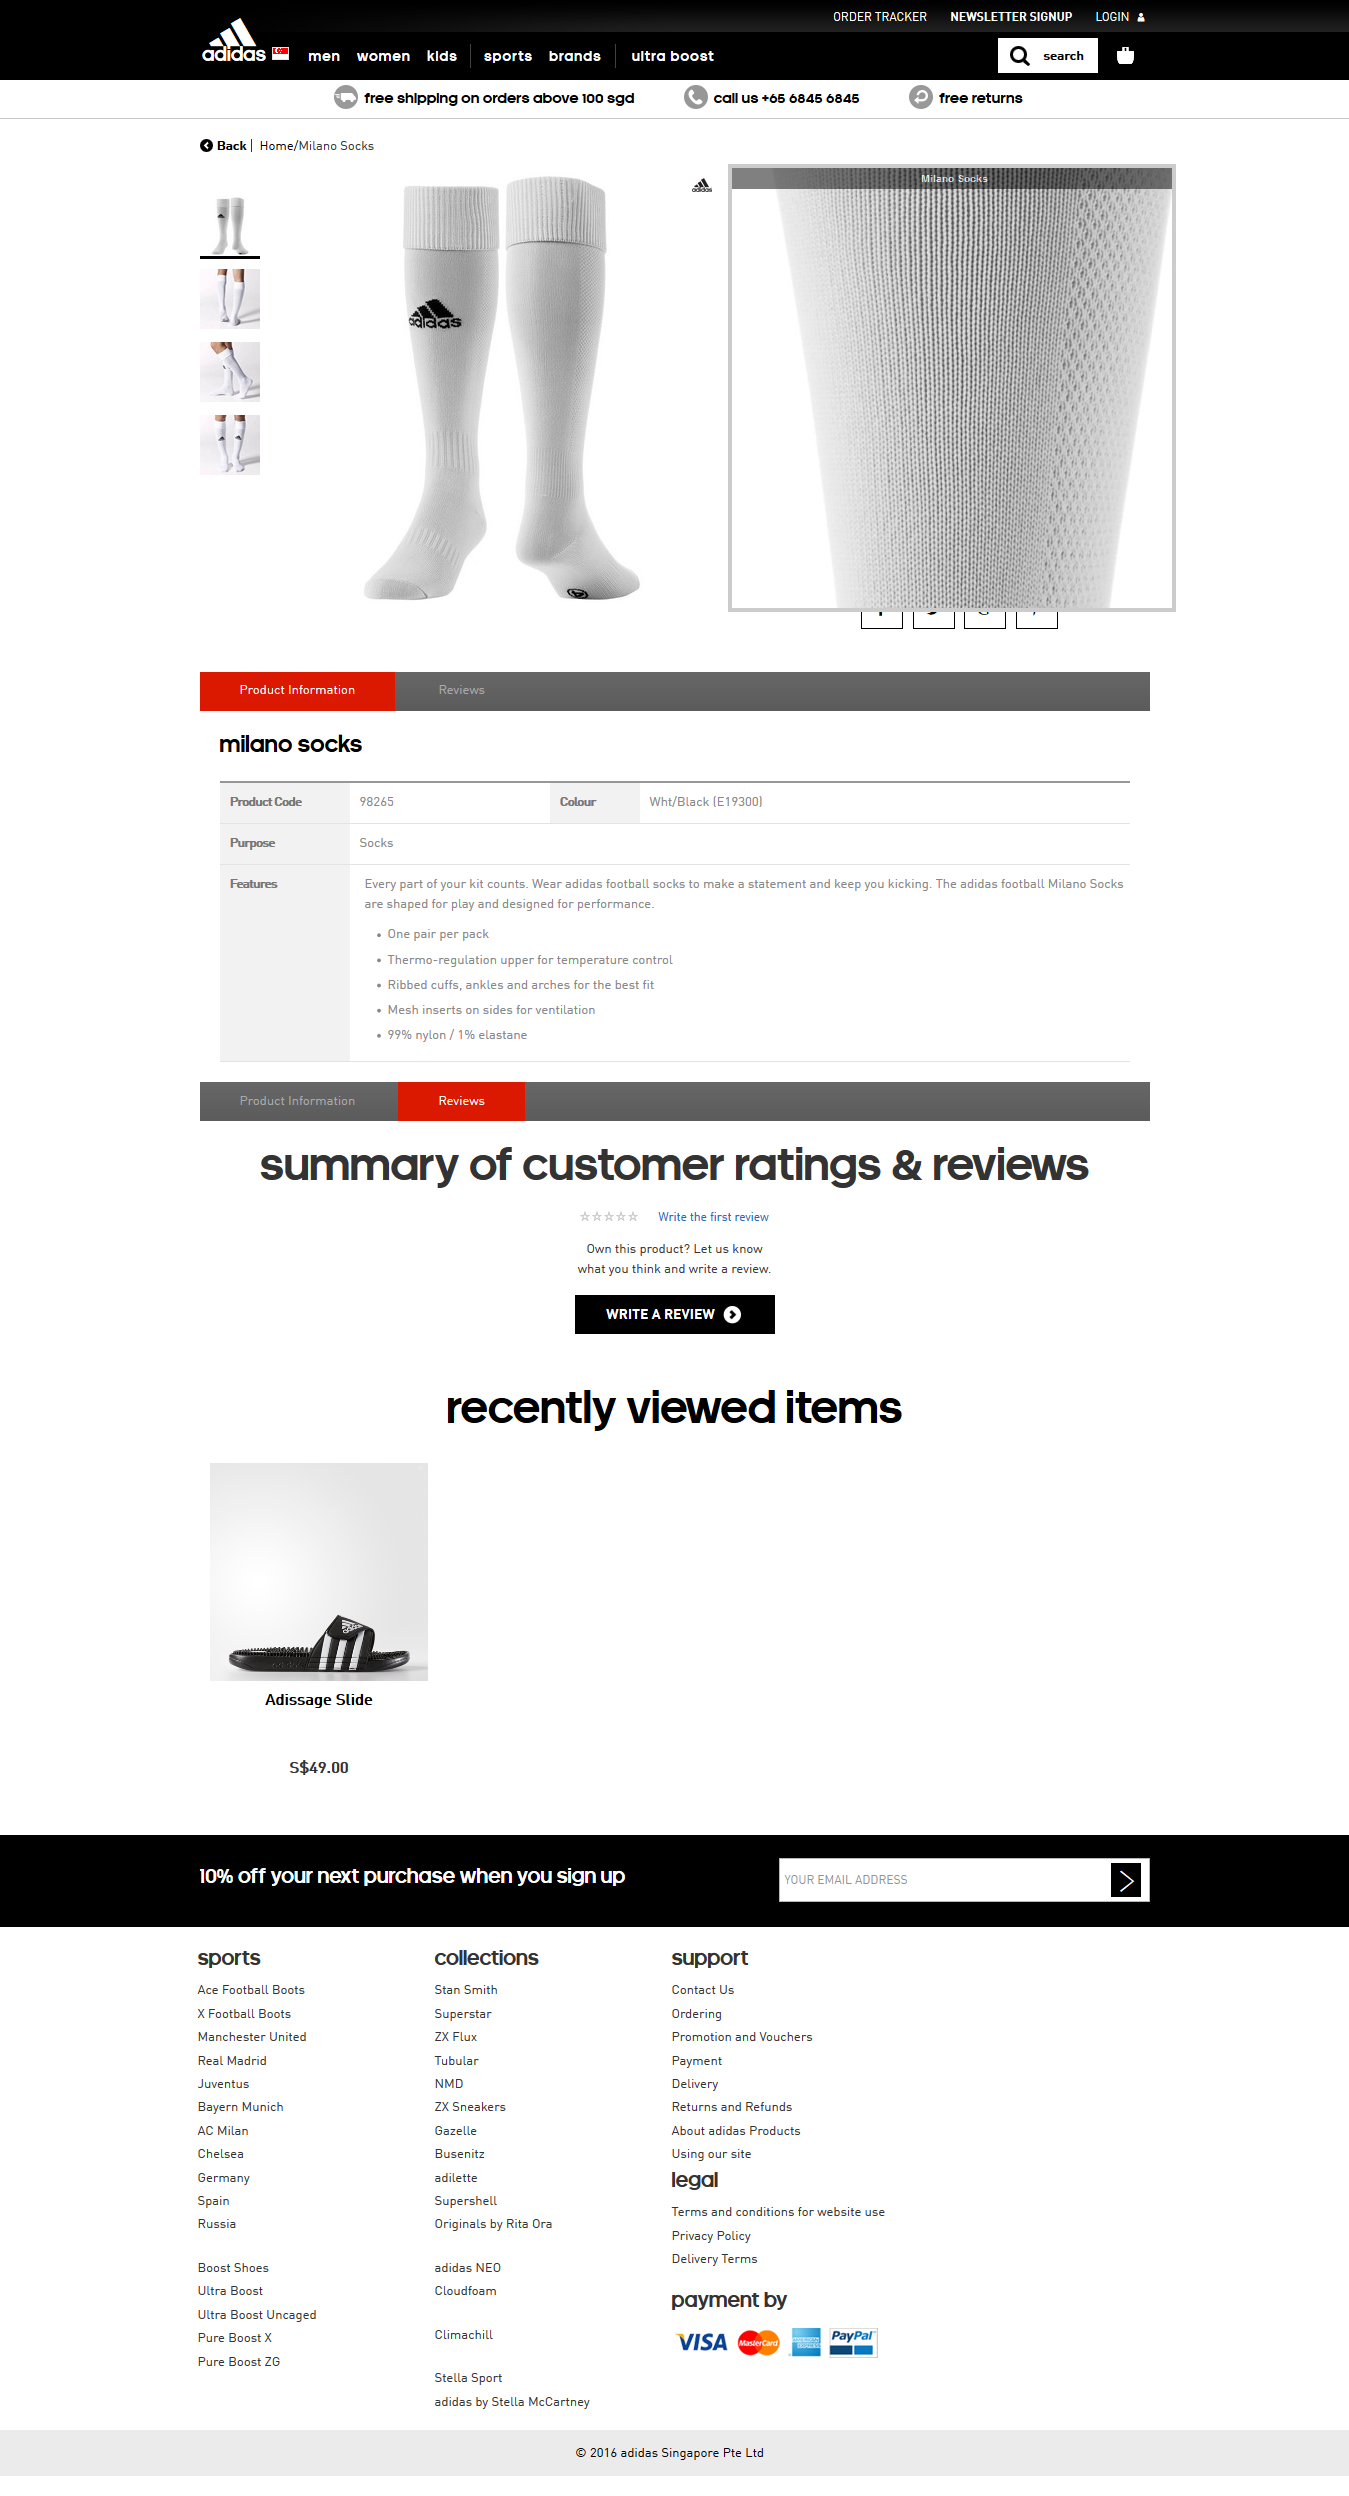 ORDER TRACKER NEWSLETTER SIGNUP LOGIN
adidas men women kids sports brands ultra boost search
free shipping on orders above 100 sgd call us +65 6845 6845 free returns
Back Home/Milano Socks
adidas
Milano Socks
adidas
Product Information Reviews
milano socks
Product Code 98265 Colour Wht/Black (E19300)
Purpose Socks
Features Every part of your kit counts. Wear adidas football socks to make a statement and keep you kicking. The adidas football Milano Socks
are shaped for play and designed for performance.
• One pair per pack
• Thermo-regulation upper for temperature control
• Ribbed cuffs, ankles and arches for the best fit
• Mesh inserts on sides for ventilation
• 99% nylon / 1% elastane
Product Information Reviews
summary of customer ratings & reviews
Write the first review
Own this product? Let us know
what you think and write a review.
WRITE A REVIEW
recently viewed items
Adissage Slide
S$49.00
10% off your next purchase when you sign up YOUR EMAIL ADDRESS
sports
Ace Football Boots
X Football Boots
Manchester United
Real Madrid
Juventus
Bayern Munich
AC Milan
Chelsea
Germany
Spain
Russia
Boost Shoes
Ultra Boost
Ultra Boost Uncaged
Pure Boost X
Pure Boost ZG
collections
Stan Smith
Superstar
ZX Flux
Tubular
NMD
ZX Sneakers
Gazelle
Busenitz
adilette
Supershell
Originals by Rita Ora
adidas NEO
Cloudfoam
Climachill
Stella Sport
adidas by Stella McCartney
support
Contact Us
Ordering
Promotion and Vouchers
Payment
Delivery
Returns and Refunds
About adidas Products
Using our site
legal
Terms and conditions for website use
Privacy Policy
Delivery Terms
payment by
VISA MasterCard AMERICAN EXPRESS PayPal
© 2016 adidas Singapore Pte Ltd